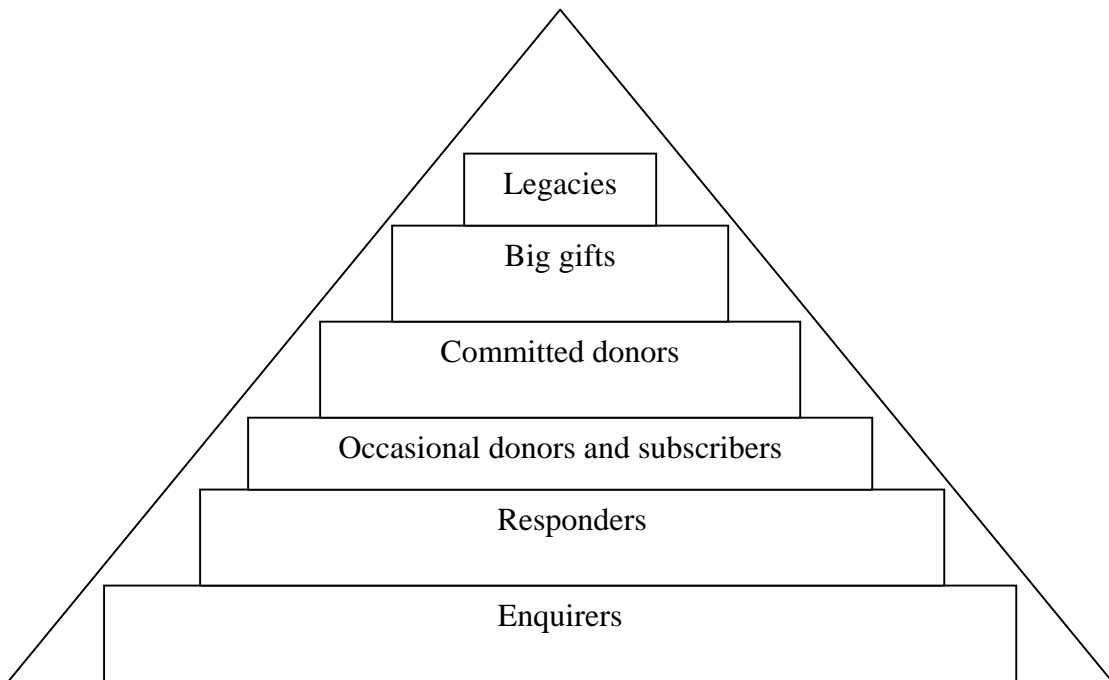 Legacies
Big gifts
Committed donors
Occasional donors and subscribers
Responders
Enquirers